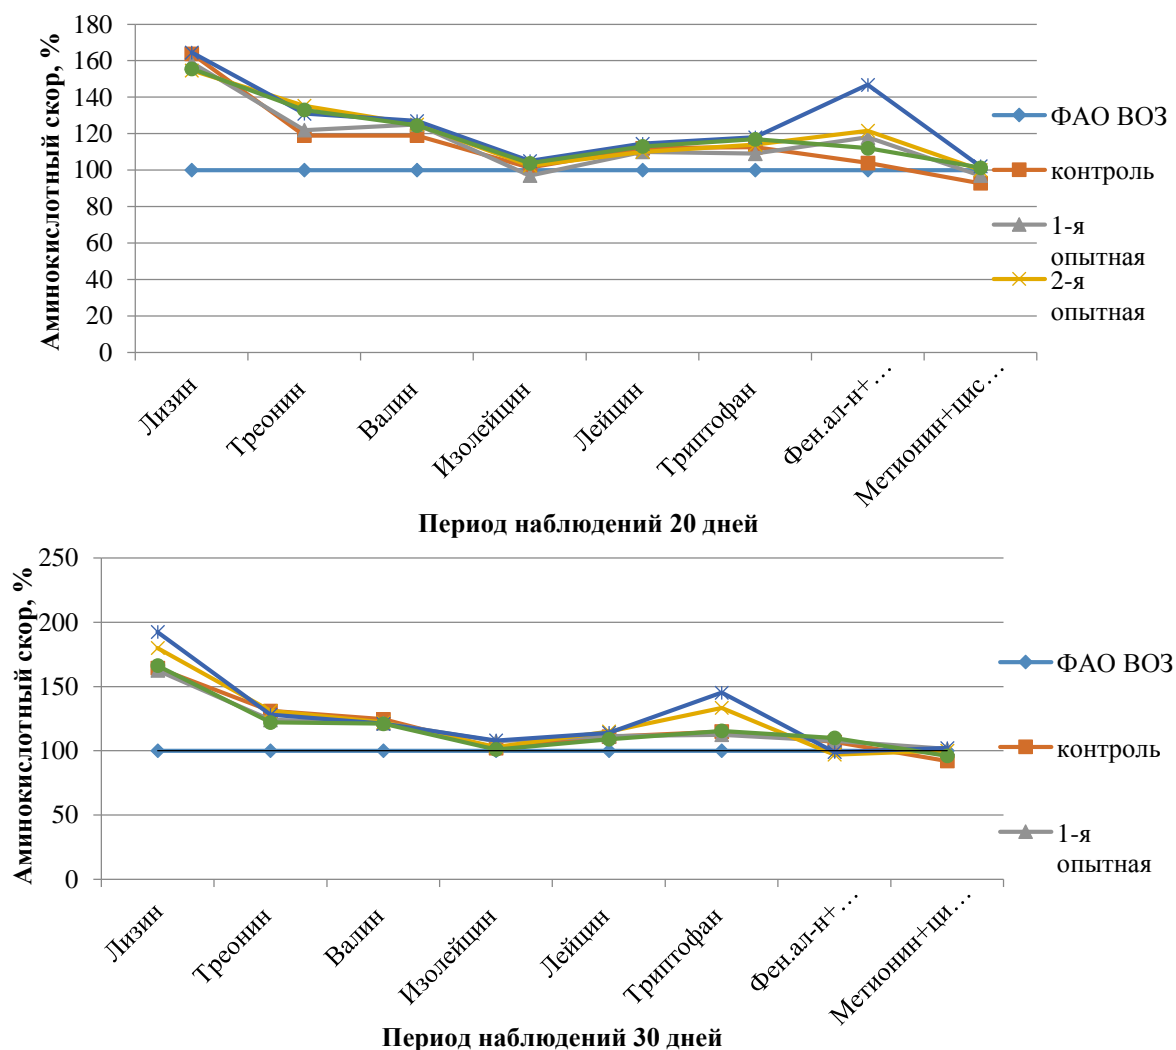 Аминокислотный скор, %
180
160
140
120
100
80
60
40
20
0
Лизин
Треонин
Валин
Изолейцин
Лейцин
Триптофан
Фен.ал-н+…
Метионин+цис…
ФАО ВОЗ
контроль
1-я
опытная
2-я
опытная
Период наблюдений 20 дней
Аминокислотный скор, %
250
200
150
100
50
0
Лизин
Треонин
Валин
Изолейцин
Лейцин
Триптофан
Фен.ал-н+…
Метионин+ци…
ФАО ВОЗ
контроль
1-я
опытная
Период наблюдений 30 дней